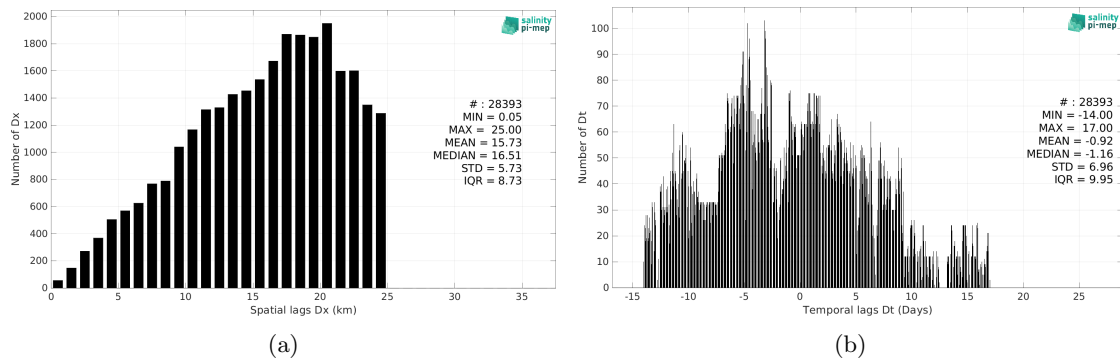 2000
1800
1600
1400
1200
1000
800
600
400
200
0
Number of Dx
salinity
pi-mep
# : 28393
MIN = 0.05
MAX = 25.00
MEAN = 15.73
MEDIAN = 16.51
STD = 5.73
IQR = 8.73
0 5 10 15 20 25 30 35
Spatial lags Dx (km)
(a)
100
90
80
70
60
50
40
30
20
10
0
Number of Dt
salinity
pi-mep
# : 28393
MIN = -14.00
MAX = 17.00
MEAN = -0.92
MEDIAN = -1.16
STD = 6.96
IQR = 9.95
-15 -10 -5 0 5 10 15 20 25
Temporal lags Dt (Days)
(b)